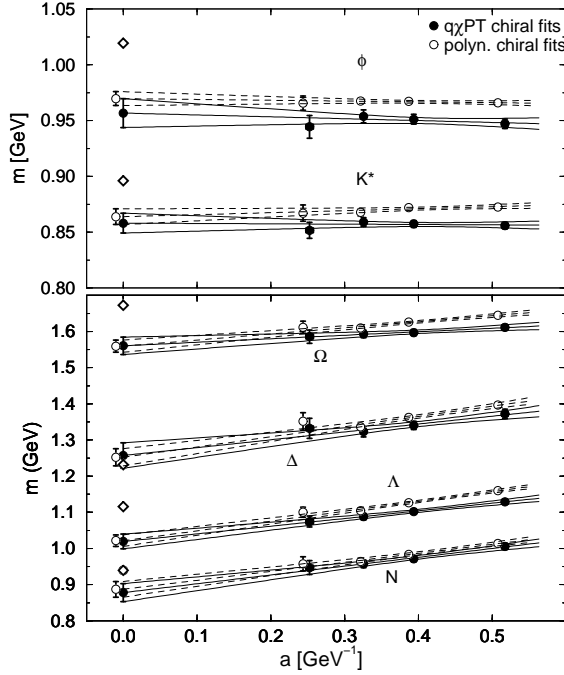 1.05
qχPT chiral fits
polyn. chiral fits
1.00
ϕ
0.95
m [GeV]
0.90
K*
0.85
0.80
1.6
Ω
1.5
1.4
1.3
m (GeV)
1.2
Δ
Λ
1.1
1.0
0.9
N
0.8
0.0 0.1 0.2 0.3 0.4 0.5
a [GeV⁻¹]